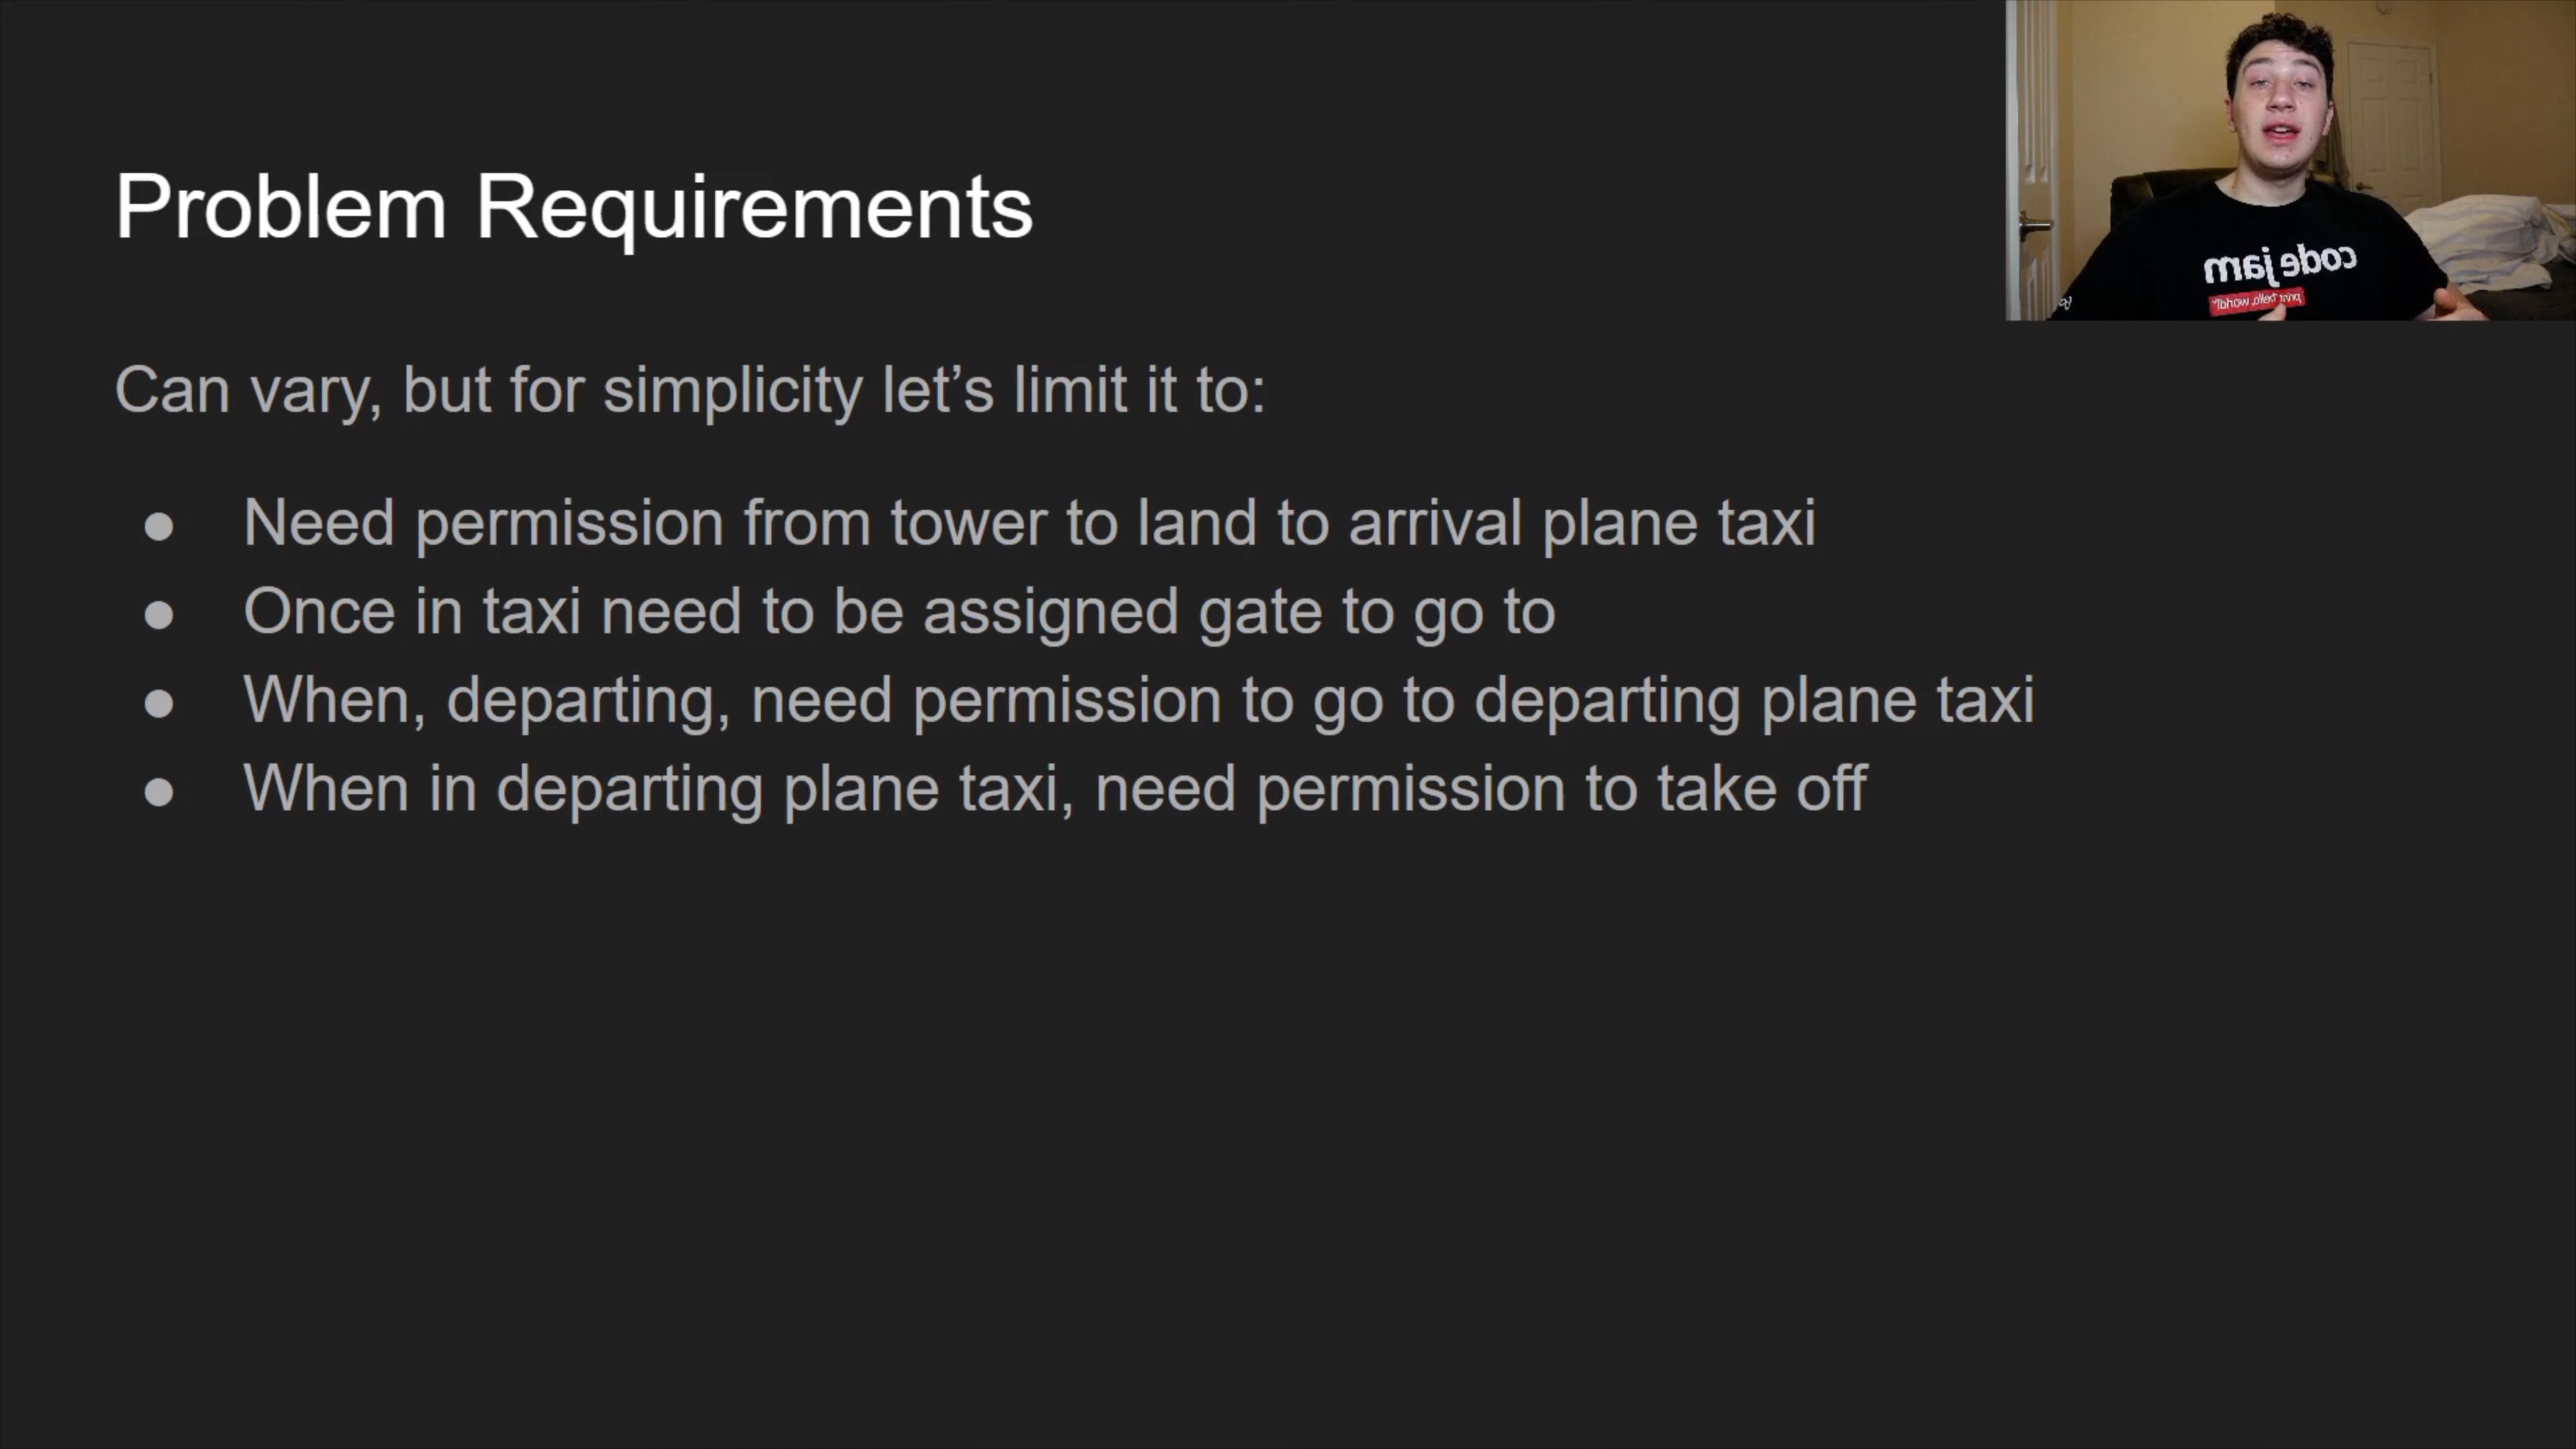 Problem Requirements
Can vary, but for simplicity let's limit it to:
● Need permission from tower to land to arrival plane taxi
● Once in taxi need to be assigned gate to go to
● When, departing, need permission to go to departing plane taxi
● When in departing plane taxi, need permission to take off
code jam